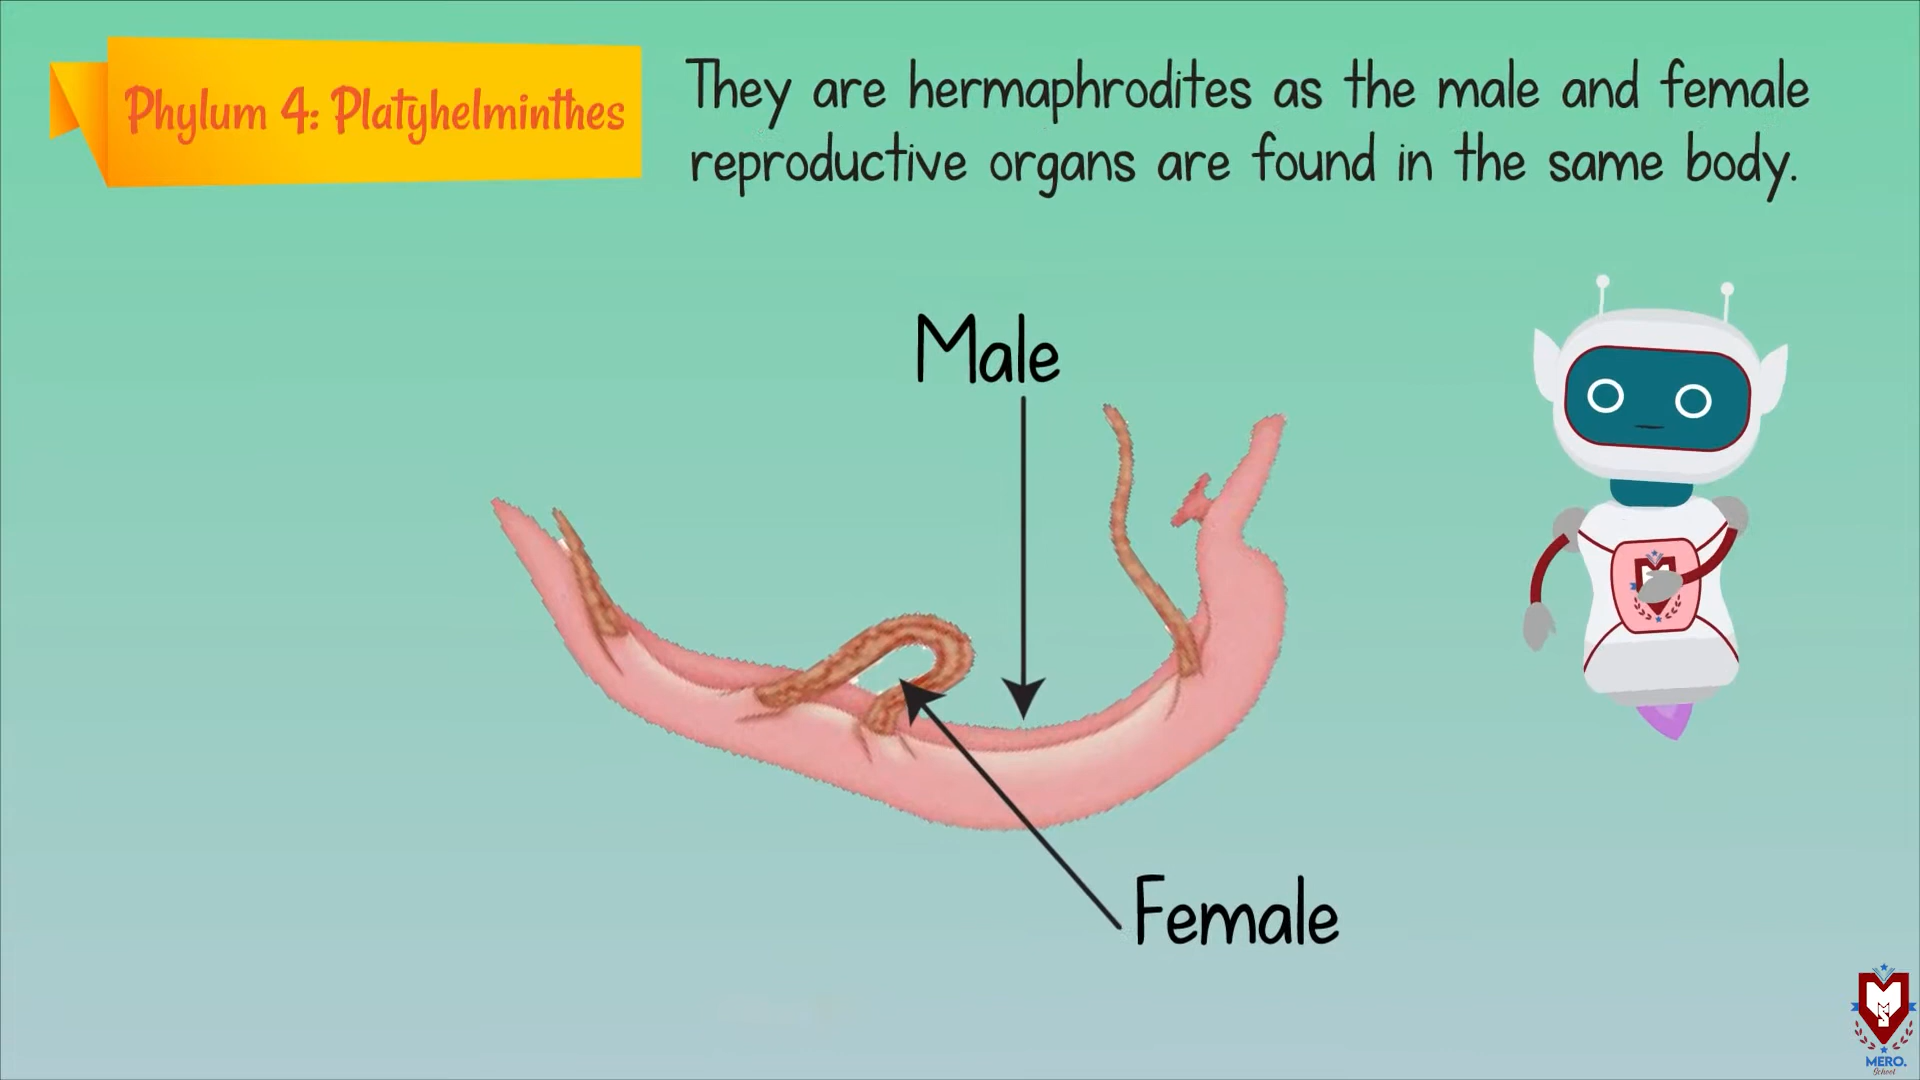 Phylum 4: Platyhelminthes
They are hermaphrodites as the male and female
reproductive organs are found in the same body.
Male
Female
MERO.
School